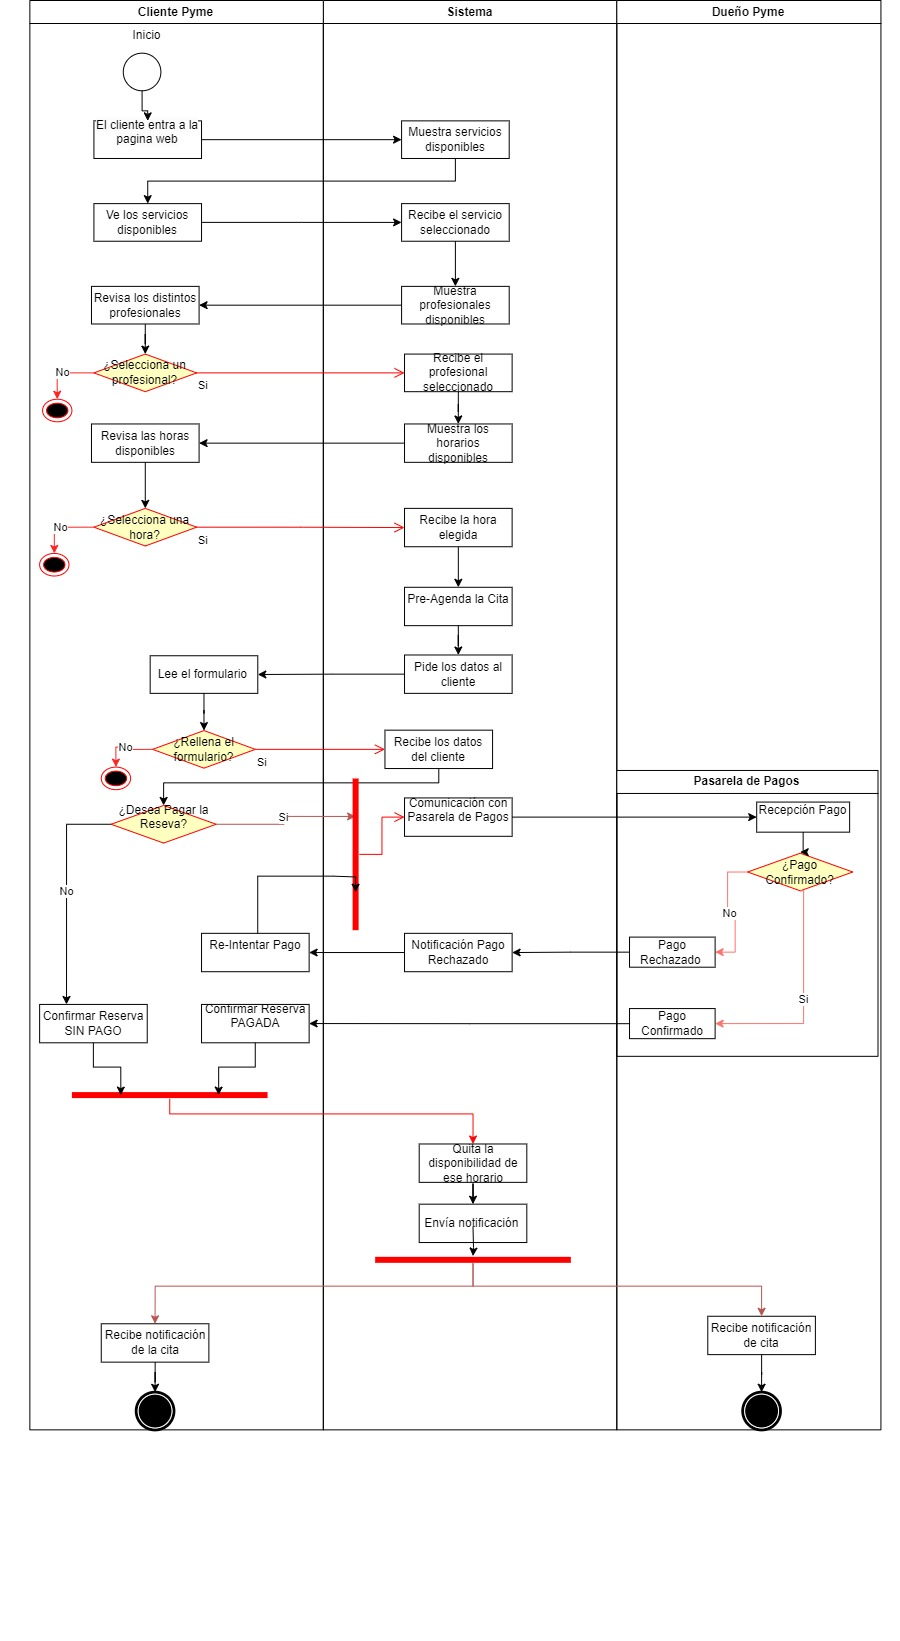 Cliente Pyme
Sistema
Dueño Pyme
Inicio
El cliente entra a la
pagina web
Muestra servicios
disponibles
Ve los servicios
disponibles
Recibe el servicio
seleccionado
Revisa los distintos
profesionales
Muestra
profesionales
disponibles
¿Selecciona un
profesional?
No
Si
Recibe el
profesional
seleccionado
Revisa las horas
disponibles
Muestra los
horarios
disponibles
¿Selecciona una
hora?
No
Si
Recibe la hora
elegida
Pre-Agenda la Cita
Lee el formulario
Pide los datos al
cliente
¿Rellena el
formulario?
No
Si
Recibe los datos
del cliente
Pasarela de Pagos
¿Desea Pagar la
Reseva?
Si
No
Comunicación con
Pasarela de Pagos
Recepción Pago
¿Pago
Confirmado?
No
Si
Re-Intentar Pago
Notificación Pago
Rechazado
Pago
Rechazado
Confirmar Reserva
SIN PAGO
Confirmar Reserva
PAGADA
Pago
Confirmado
Quita la
disponibilidad de
ese horario
Envía notificación
Recibe notificación
de la cita
Recibe notificación
de cita